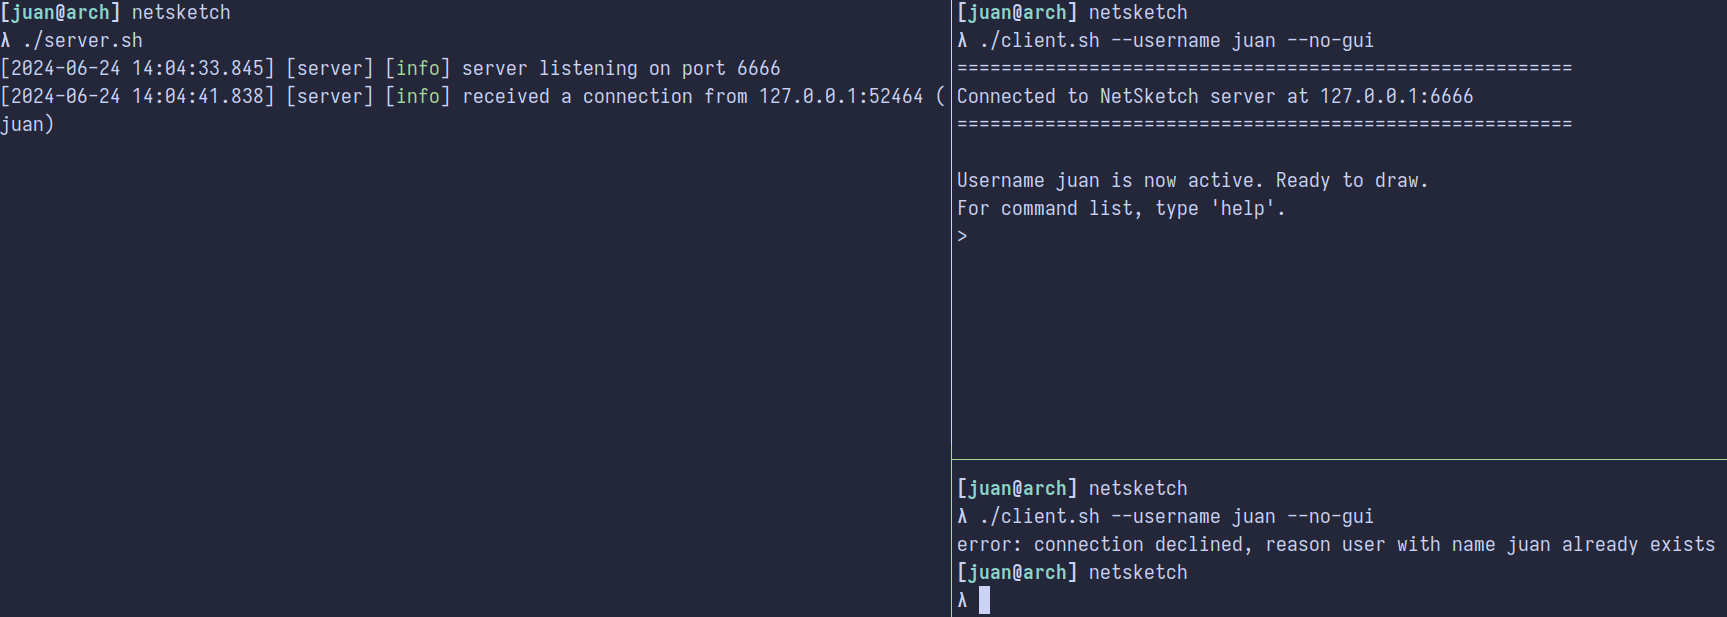 [juan@arch] netsketch
λ ./server.sh
[2024-06-24 14:04:33.845] [server] [info] server listening on port 6666
[2024-06-24 14:04:41.838] [server] [info] received a connection from 127.0.0.1:52464 (
juan)
[juan@arch] netsketch
λ ./client.sh --username juan --no-gui
========================================================
Connected to NetSketch server at 127.0.0.1:6666
========================================================
Username juan is now active. Ready to draw.
For command list, type 'help'.
>
[juan@arch] netsketch
λ ./client.sh --username juan --no-gui
error: connection declined, reason user with name juan already exists
[juan@arch] netsketch
λ